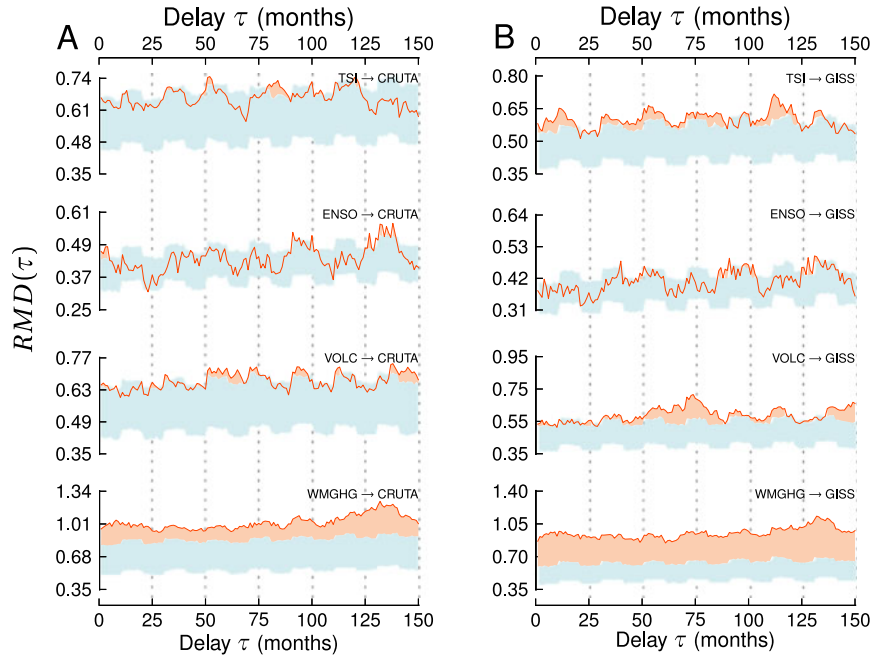 A
Delay τ (months)
0 25 50 75 100 125 150
TSI → CRUTA
0.74
0.61
0.48
0.35
ENSO → CRUTA
0.61
0.49
0.37
0.25
VOLC → CRUTA
0.77
0.63
0.49
0.35
WMGHG → CRUTA
1.34
1.01
0.68
0.35
0 25 50 75 100 125 150
Delay τ (months)
RMD(τ)
B
Delay τ (months)
0 25 50 75 100 125 150
TSI → GISS
0.80
0.65
0.50
0.35
ENSO → GISS
0.64
0.53
0.42
0.31
VOLC → GISS
0.95
0.75
0.55
0.35
WMGHG → GISS
1.40
1.05
0.70
0.35
0 25 50 75 100 125 150
Delay τ (months)